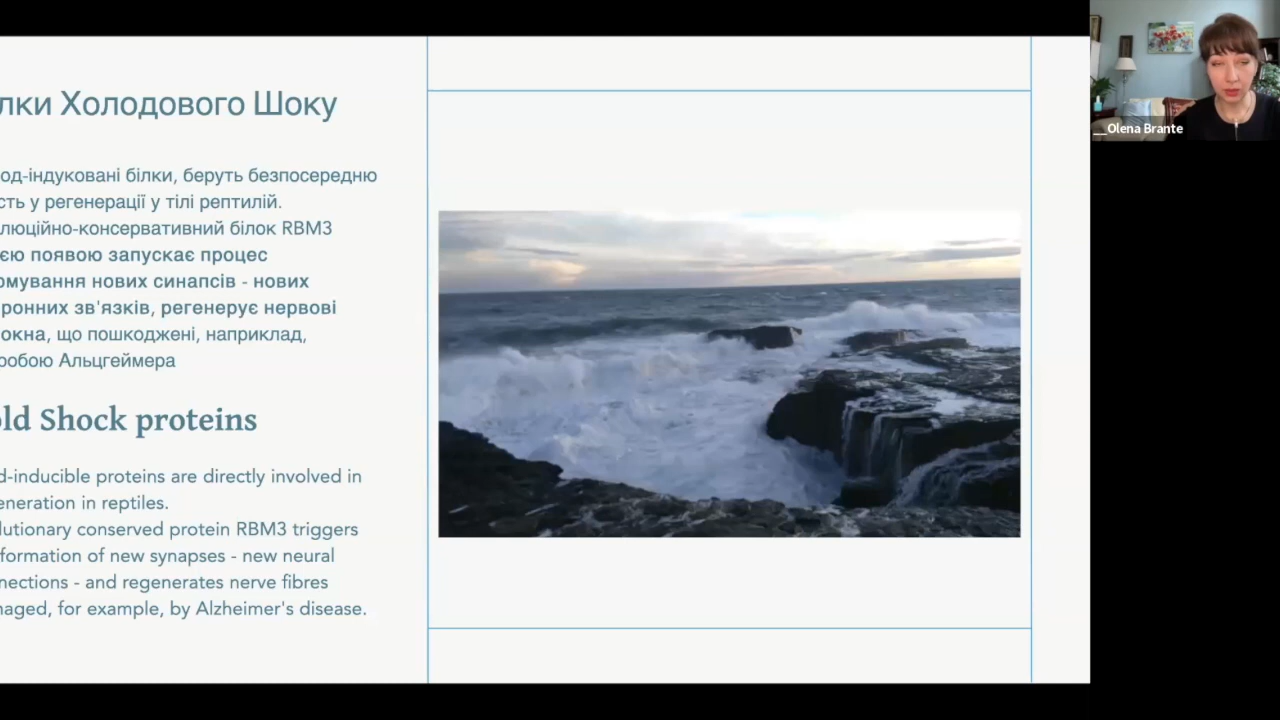 лки Холодового Шоку
од-індуковані білки, беруть безпосередню
сть у регенерації у тілі рептилій.
люційно-консервативний білок RBM3
єю появою запускає процес
рмування нових синапсів - нових
ронних зв'язків, регенерує нервові
окна, що пошкоджені, наприклад,
робою Альцгеймера
old Shock proteins
d-inducible proteins are directly involved in
eneration in reptiles.
lutionary conserved protein RBM3 triggers
formation of new synapses - new neural
nections - and regenerates nerve fibres
naged, for example, by Alzheimer's disease.
__Olena Brante